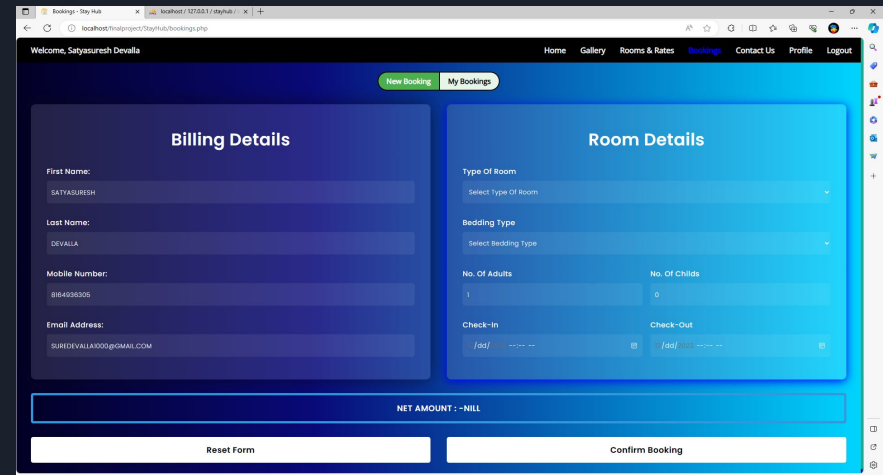 Bookings - Stay Hub
localhost / 127.0.0.1 / stayhub /
localhost/finalproject/StayHub/bookings.php
Welcome, Satyasuresh Devalla
Home Gallery Rooms & Rates Bookings Contact Us Profile Logout
New Booking My Bookings
Billing Details
First Name:
SATYASURESH
Last Name:
DEVALLA
Mobile Number:
8164936305
Email Address:
SUREDEVALLA1000@GMAIL.COM
Room Details
Type Of Room
Select Type Of Room
Bedding Type
Select Bedding Type
No. Of Adults No. Of Childs
1 0
Check-In Check-Out
/dd/ --:-- -- /dd/ --:-- --
NET AMOUNT : -NILL
Reset Form Confirm Booking